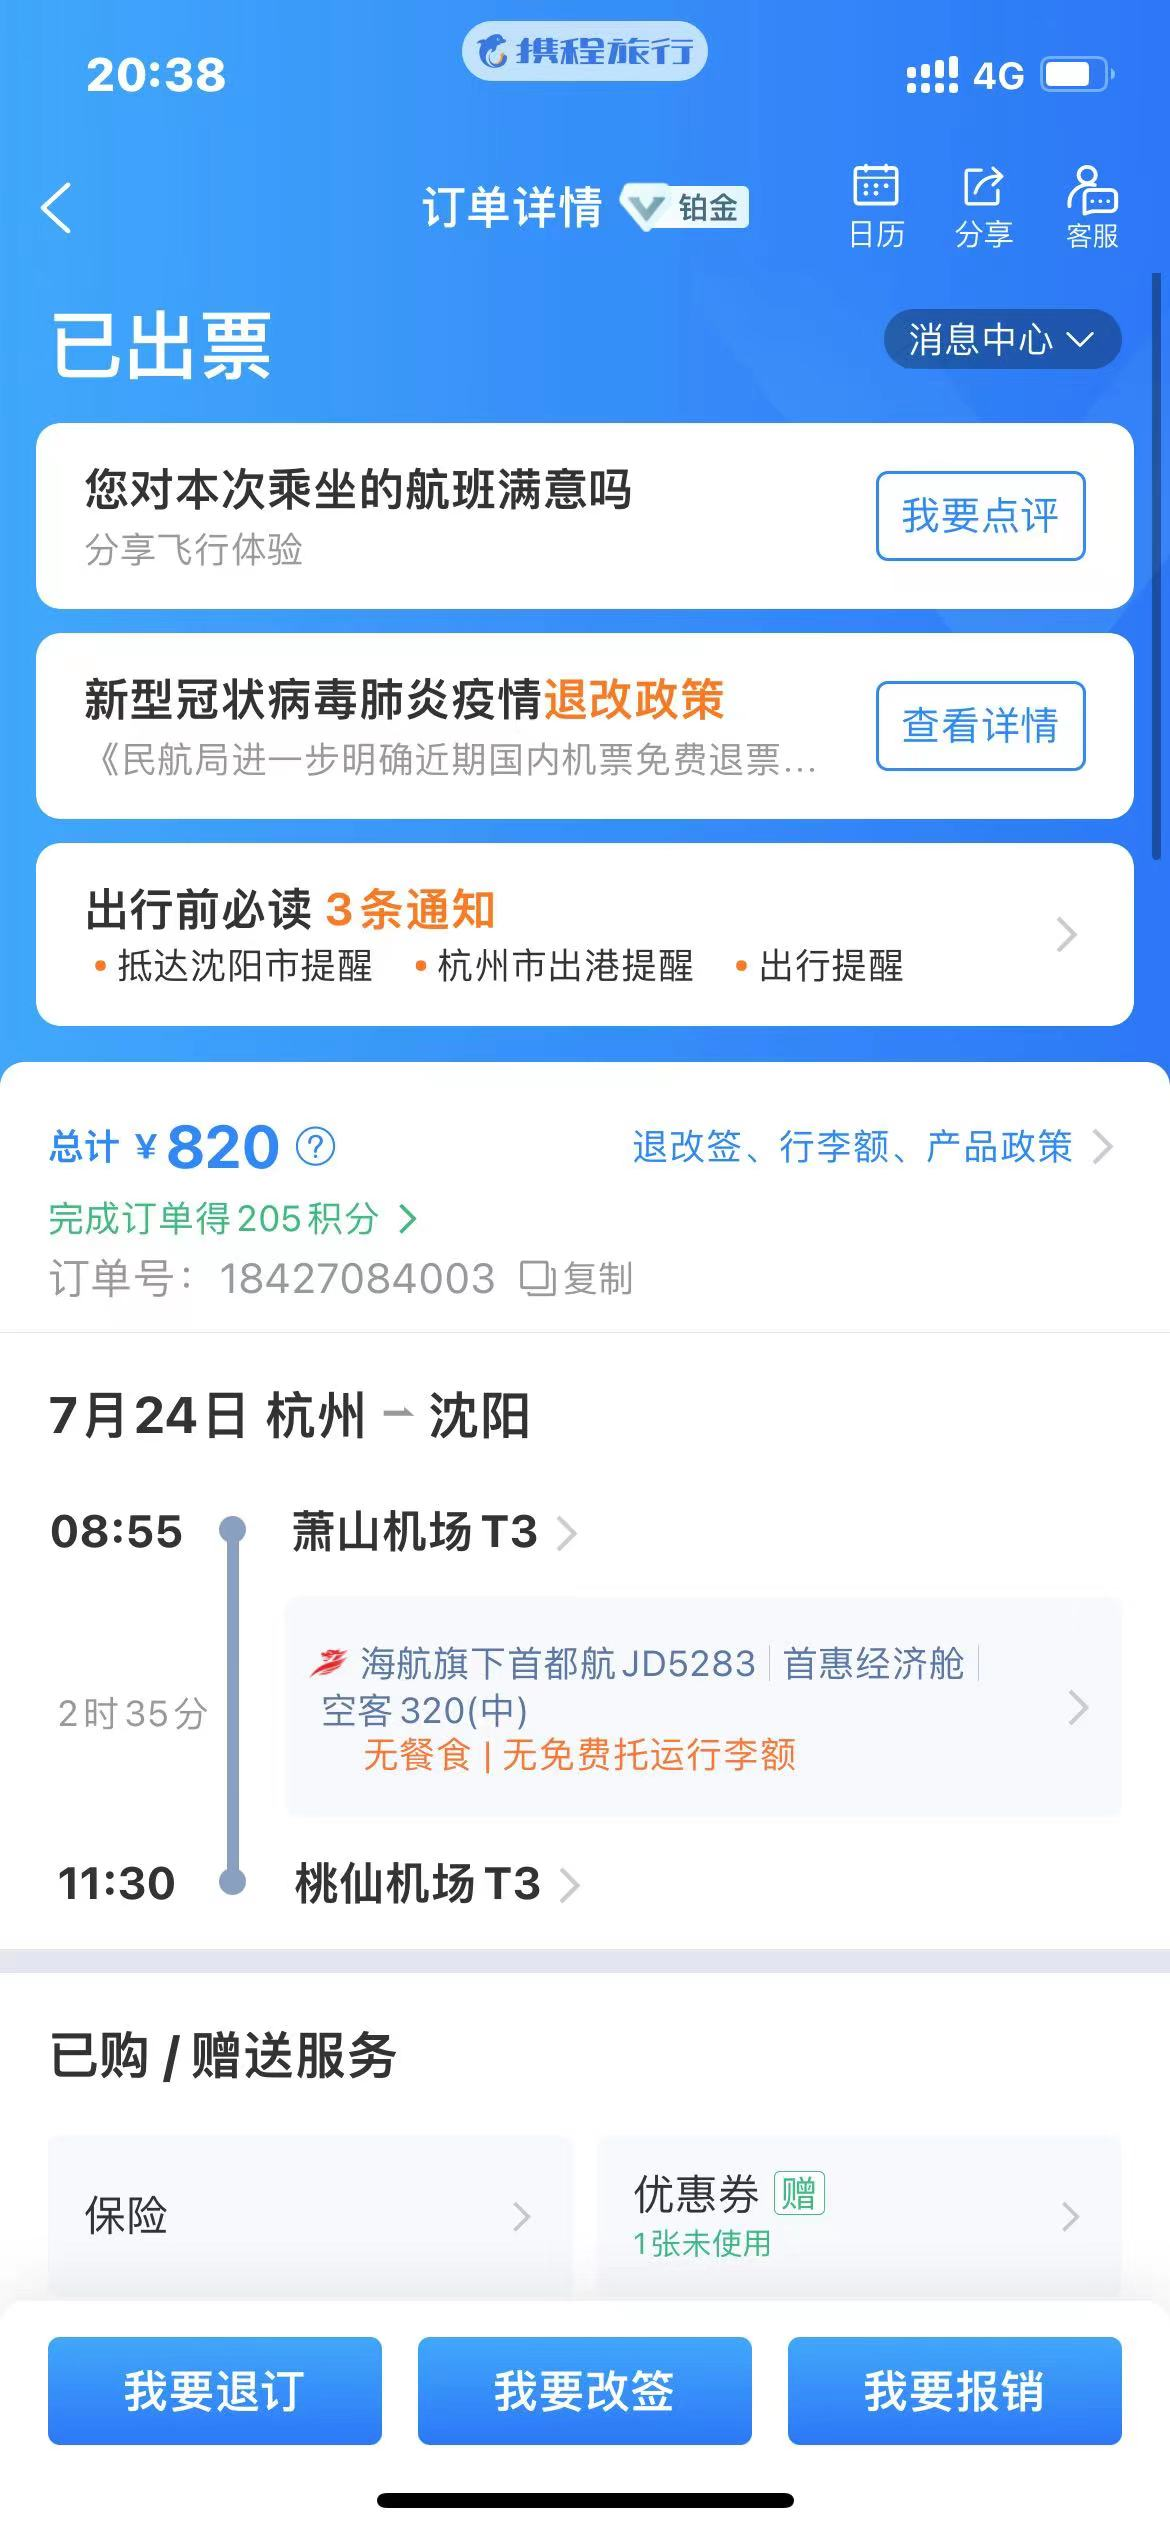 携程旅行
20:38
4G
订单详情 铂金
日历 分享 客服
已出票
消息中心
您对本次乘坐的航班满意吗
分享飞行体验
我要点评
新型冠状病毒肺炎疫情退改政策
《民航局进一步明确近期国内机票免费退票...
查看详情
出行前必读 3条通知
• 抵达沈阳市提醒 • 杭州市出港提醒 • 出行提醒
总计 ¥820 ?
退改签、行李额、产品政策
完成订单得205积分
订单号: 18427084003 复制
7月24日 杭州 沈阳
08:55 萧山机场T3
海航旗下首都航JD5283 | 首惠经济舱 |
空客320(中)
2时35分
无餐食 | 无免费托运行李额
11:30 桃仙机场T3
已购 / 赠送服务
保险
优惠券 赠
1张未使用
我要退订 我要改签 我要报销